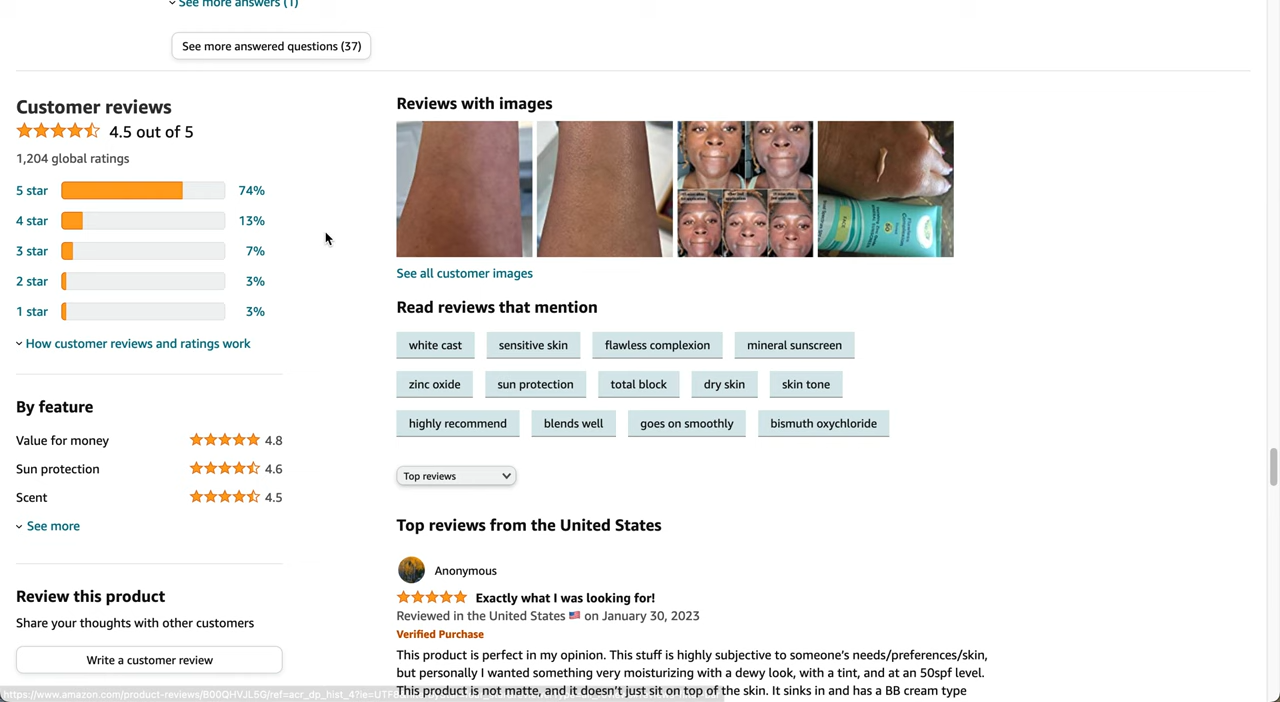 See more answers (1)
See more answered questions (37)
Customer reviews
4.5 out of 5
1,204 global ratings
5 star 74%
4 star 13%
3 star 7%
2 star 3%
1 star 3%
How customer reviews and ratings work
By feature
Value for money 4.8
Sun protection 4.6
Scent 4.5
See more
Review this product
Share your thoughts with other customers
Write a customer review
Reviews with images
See all customer images
Read reviews that mention
white cast sensitive skin flawless complexion mineral sunscreen
zinc oxide sun protection total block dry skin skin tone
highly recommend blends well goes on smoothly bismuth oxychloride
Top reviews
Top reviews from the United States
Anonymous
Exactly what I was looking for!
Reviewed in the United States on January 30, 2023
Verified Purchase
This product is perfect in my opinion. This stuff is highly subjective to someone's needs/preferences/skin,
but personally I wanted something very moisturizing with a dewy look, with a tint, and at an 50spf level.
This product is not matte, and it doesn't just sit on top of the skin. It sinks in and has a BB cream type